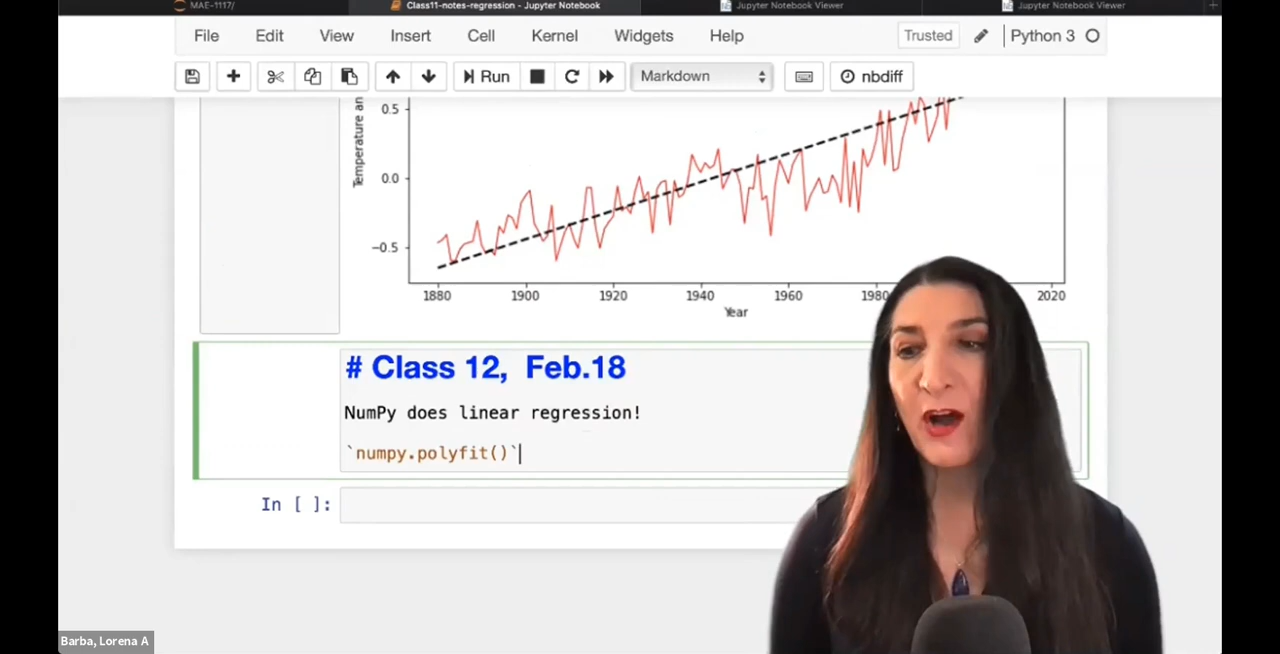 MAE-1117/ Class11-notes-regression - Jupyter Notebook Jupyter Notebook Viewer Jupyter Notebook Viewer +
File Edit View Insert Cell Kernel Widgets Help Trusted Python 3
Run Markdown nbdiff
0.5
0.0
−0.5
Temperature an
1880 1900 1920 1940 1960 1980 2020
Year
# Class 12, Feb.18
NumPy does linear regression!
`numpy.polyfit()`
In [ ]:
Barba, Lorena A